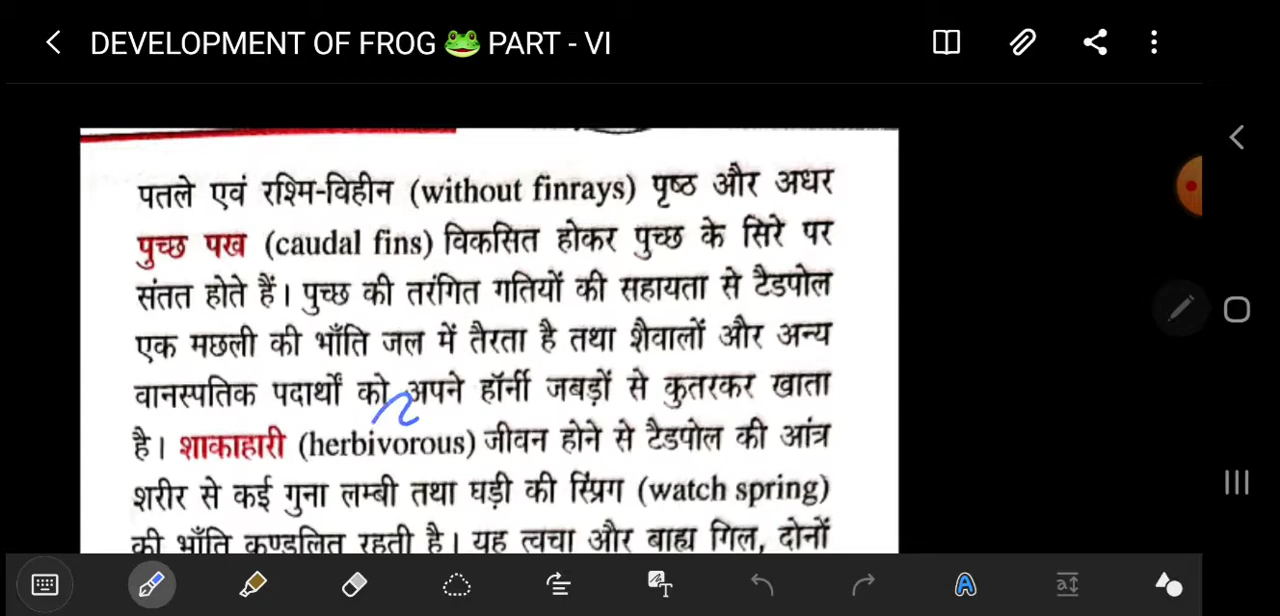 DEVELOPMENT OF FROG 🐸 PART - VI
पतले एवं रश्मि-विहीन (without finrays) पृष्ठ और अधर
पुच्छ पख (caudal fins) विकसित होकर पुच्छ के सिरे पर
संतत होते हैं। पुच्छ की तरंगित गतियों की सहायता से टैडपोल
एक मछली की भाँति जल में तैरता है तथा शैवालों और अन्य
वानस्पतिक पदार्थों को अपने हॉर्नी जबड़ों से कुतरकर खाता
है। शाकाहारी (herbivorous) जीवन होने से टैडपोल की आंत्र
शरीर से कई गुना लम्बी तथा घड़ी की स्प्रिंग (watch spring)
की भाँति कुण्डलित रहती है। यह त्वचा और बाह्य गिल, दोनों